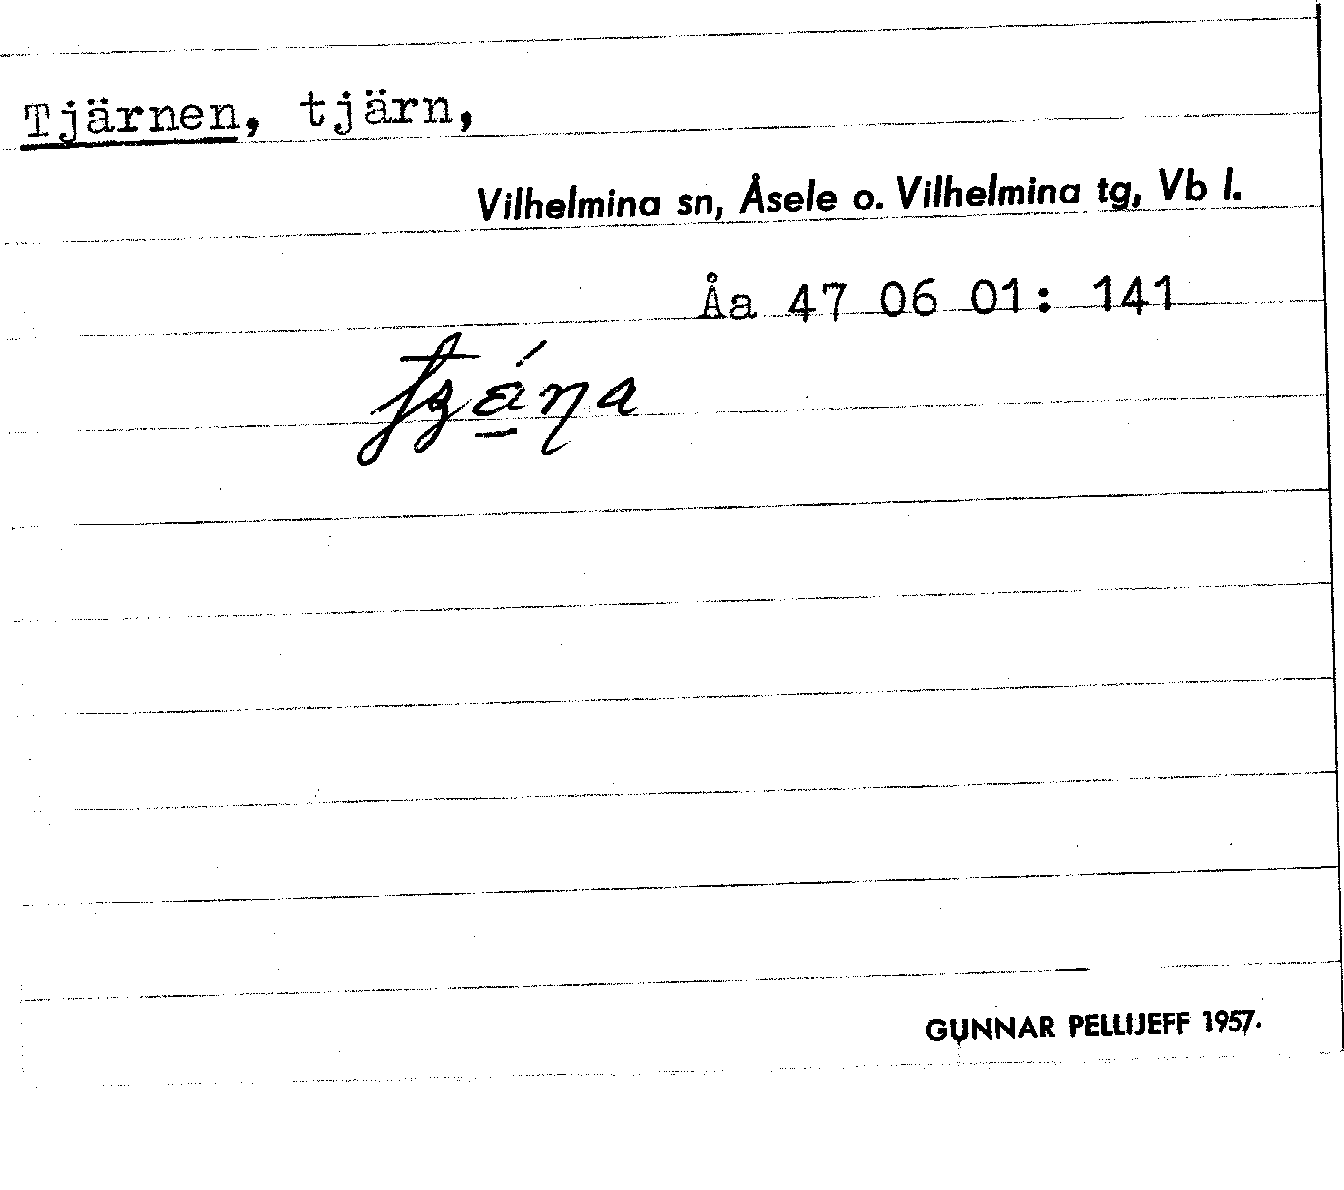 Tjärnen, tjärn,
Vilhelmina sn, Åsele o. Vilhelmina tg, Vb l.
Åa 47 06 01: 141
GUNNAR PELLIJEFF 1957.